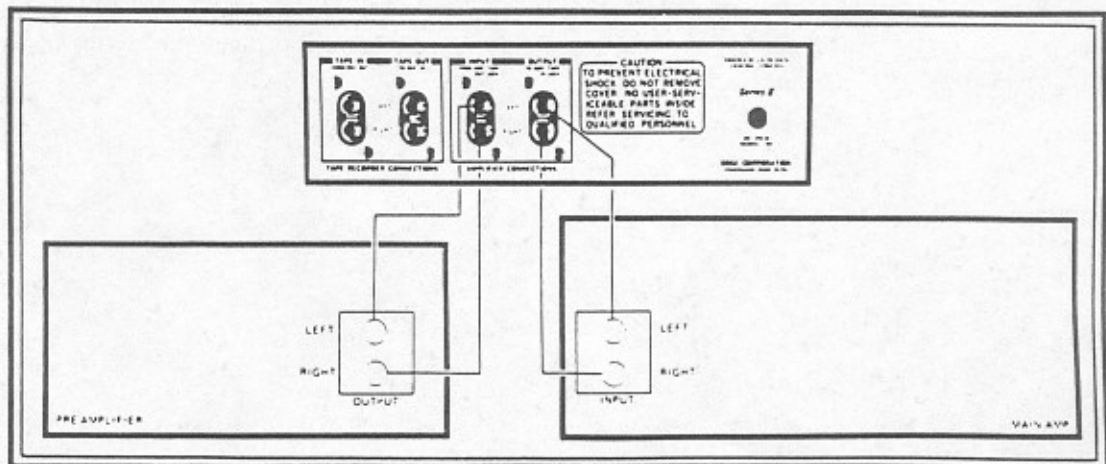 TAPE IN
TAPE OUT
INPUT
OUTPUT
TAPE RECORDER CONNECTIONS
AMPLIFIER CONNECTIONS
CAUTION
TO PREVENT ELECTRICAL
SHOCK DO NOT REMOVE
COVER NO USER-SERV-
ICEABLE PARTS INSIDE
REFER SERVICING TO
QUALIFIED PERSONNEL
Series II
CORPORATION
LEFT
RIGHT
OUTPUT
PRE AMPLIFIER
LEFT
RIGHT
INPUT
MAIN AMP